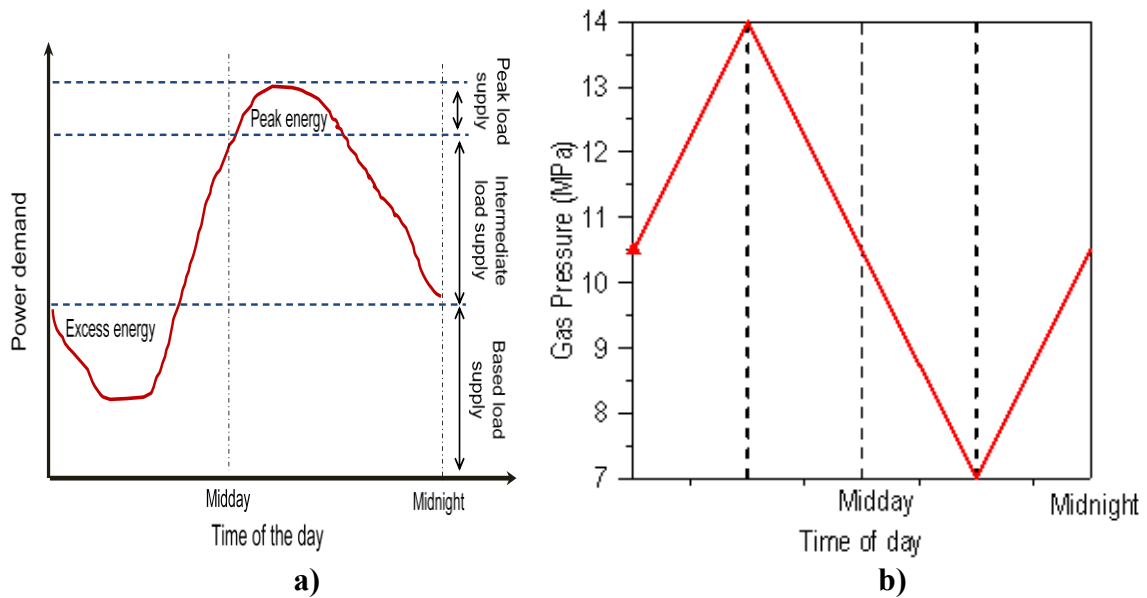 Power demand
Peak energy
Excess energy
Peak load
supply
Intermediate
load supply
Based load
supply
Midday
Midnight
Time of the day
a)
Gas Pressure (MPa)
14
13
12
11
10
9
8
7
Midday
Midnight
Time of day
b)